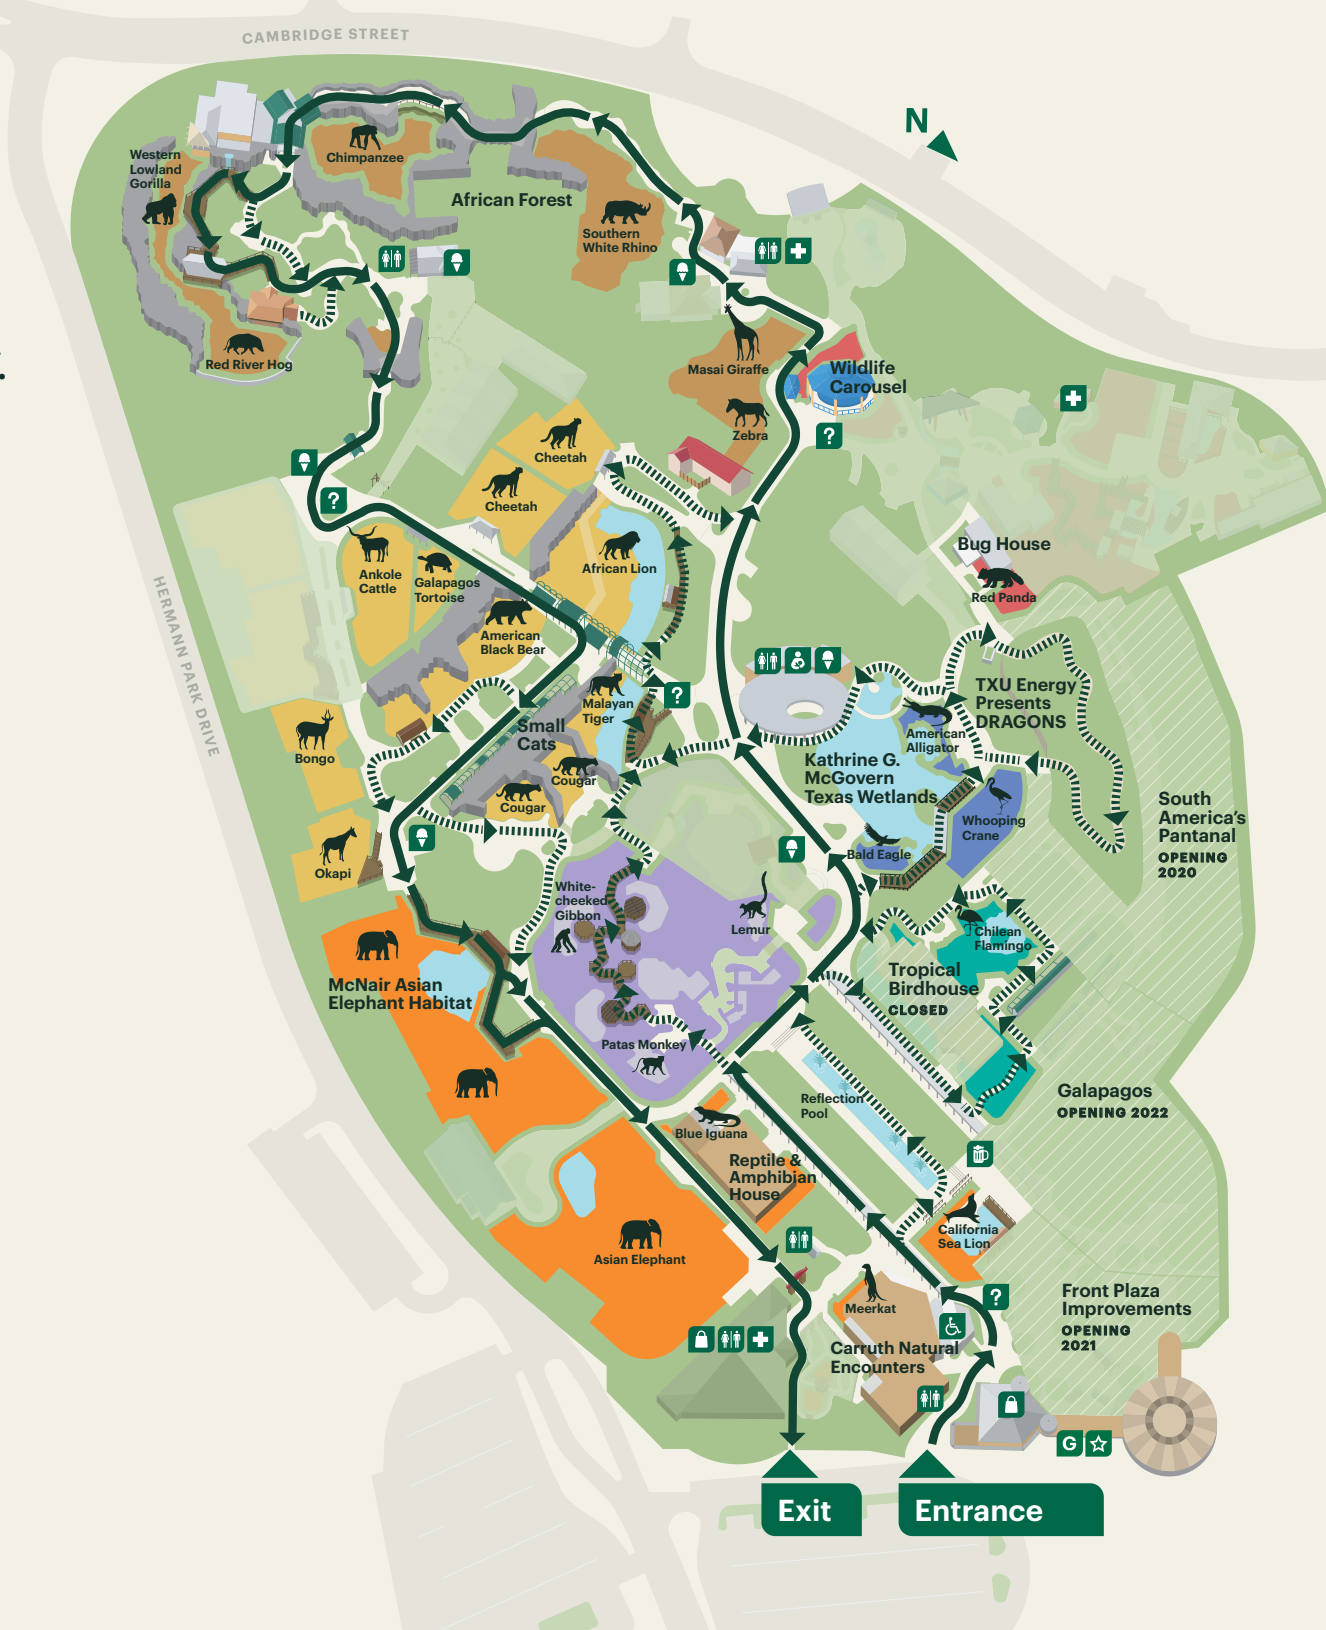 CAMBRIDGE STREET
N
Western
Lowland
Gorilla
Chimpanzee
African Forest
Southern
White Rhino
Red River Hog
Masai Giraffe
Wildlife
Carousel
Zebra
?
Cheetah
Cheetah
?
African Lion
Ankole
Cattle
Galapagos
Tortoise
American
Black Bear
Bug House
Red Panda
HERMANN PARK DRIVE
Malayan
Tiger
?
Small
Cats
Cougar
Cougar
Bongo
Okapi
TXU Energy
Presents
DRAGONS
American
Alligator
Kathrine G.
McGovern
Texas Wetlands
Whooping
Crane
Bald Eagle
South
America's
Pantanal
OPENING
2020
White-
cheeked
Gibbon
Lemur
Chilean
Flamingo
Tropical
Birdhouse
CLOSED
McNair Asian
Elephant Habitat
Patas Monkey
Galapagos
OPENING 2022
Reflection
Pool
Blue Iguana
Reptile &
Amphibian
House
California
Sea Lion
Asian Elephant
Meerkat
?
Front Plaza
Improvements
OPENING
2021
Carruth Natural
Encounters
G
Exit
Entrance